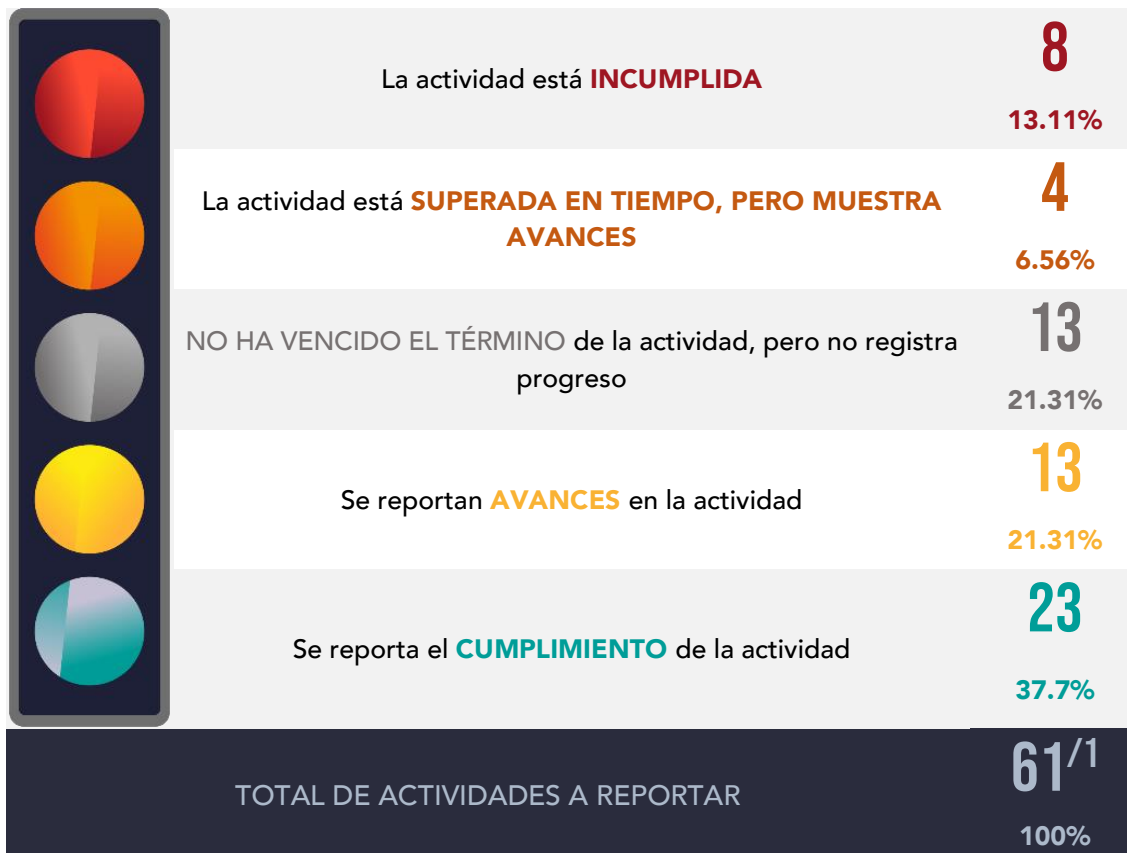 La actividad está INCUMPLIDA
8
13.11%
La actividad está SUPERADA EN TIEMPO, PERO MUESTRA
AVANCES
4
6.56%
NO HA VENCIDO EL TÉRMINO de la actividad, pero no registra
progreso
13
21.31%
Se reportan AVANCES en la actividad
13
21.31%
Se reporta el CUMPLIMIENTO de la actividad
23
37.7%
TOTAL DE ACTIVIDADES A REPORTAR
61/1
100%